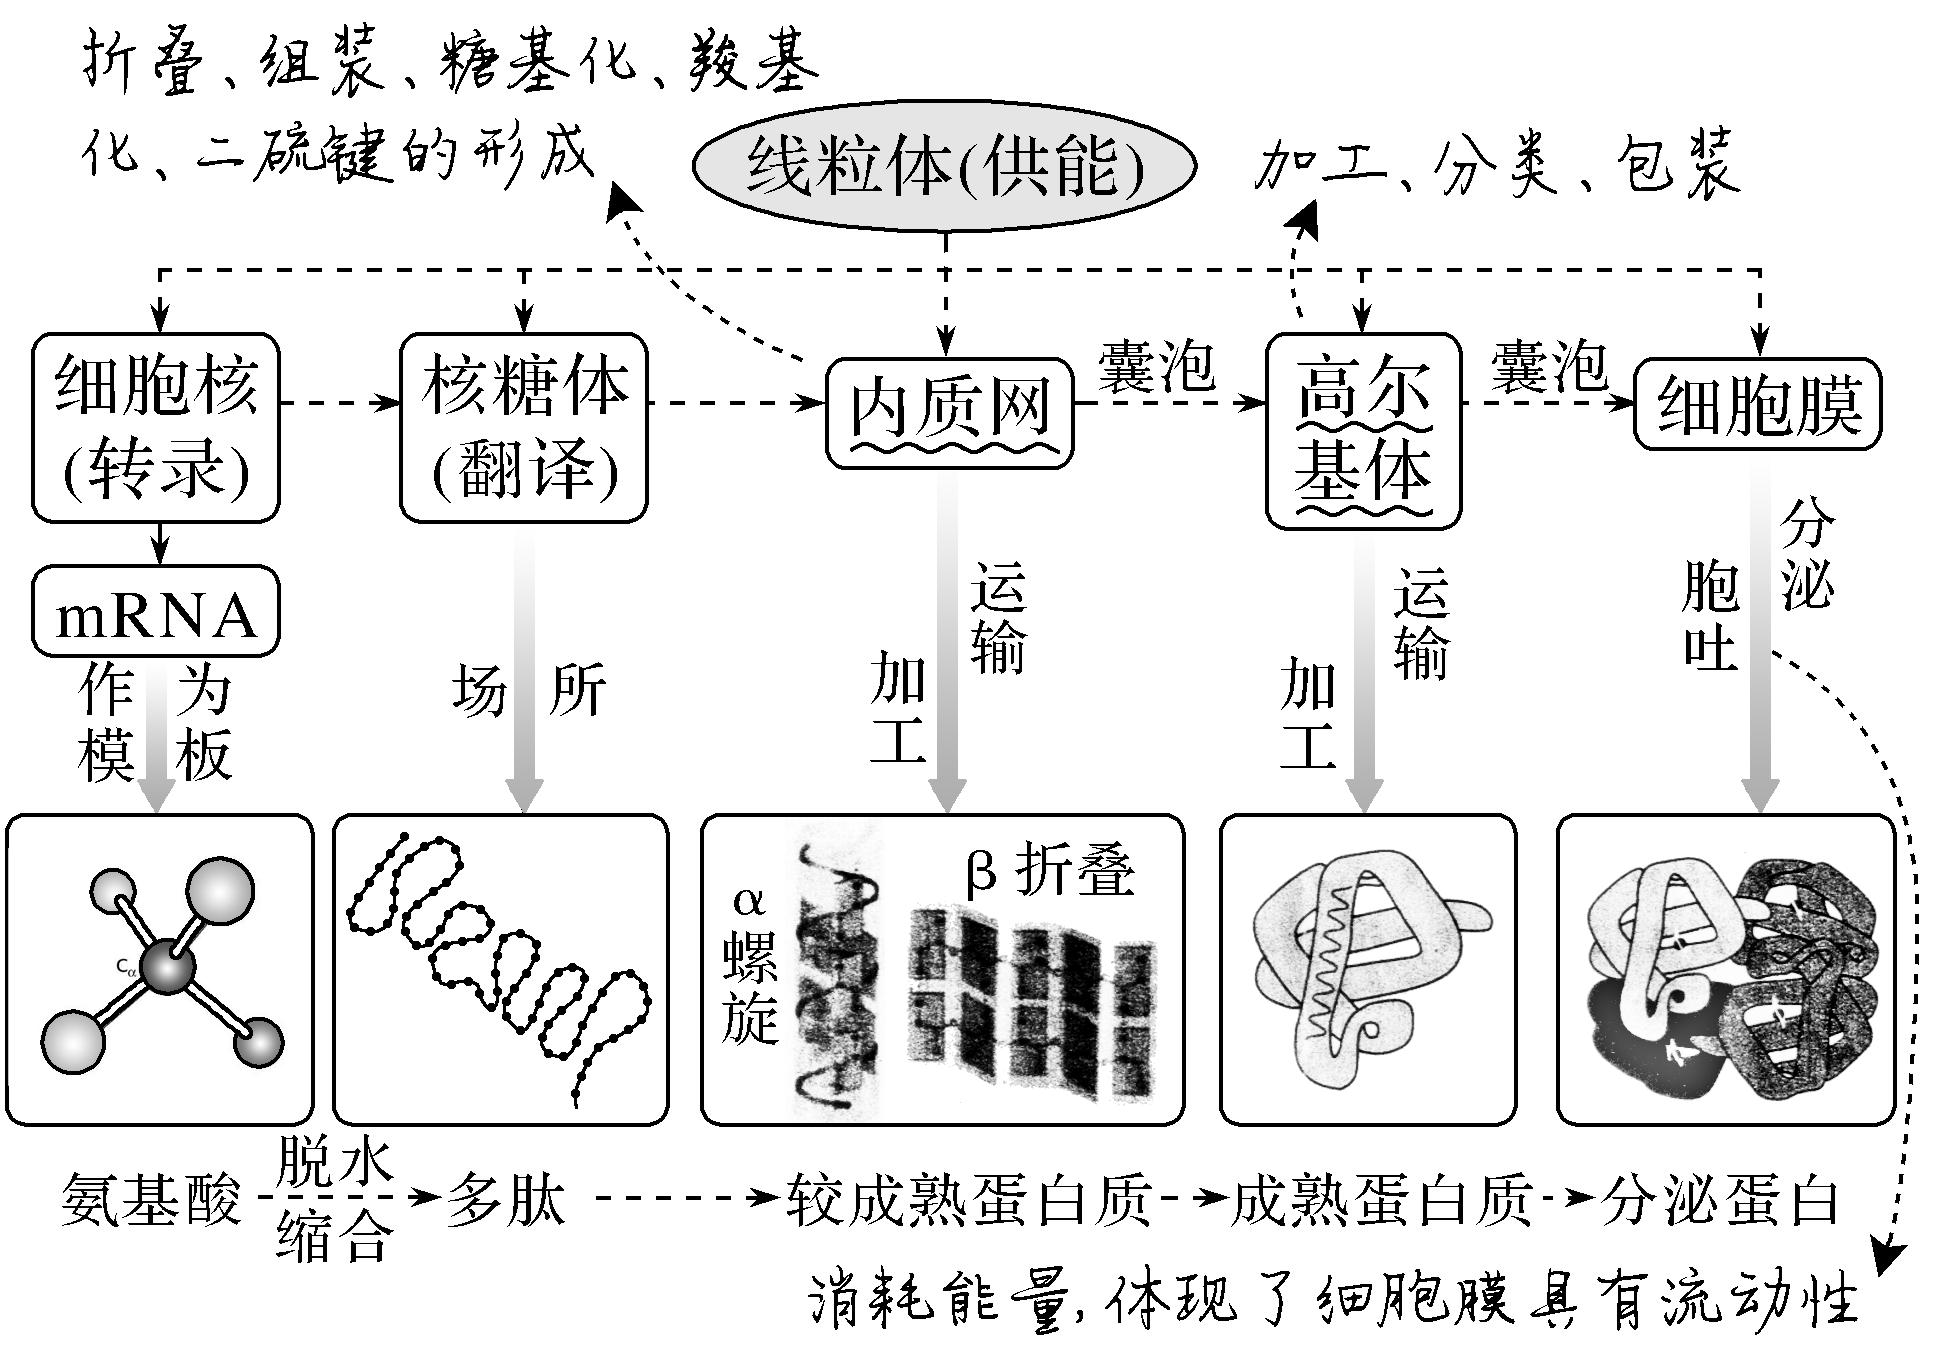 折叠、组装、糖基化、羧基
化、二硫键的形成
线粒体(供能)
加工、分类、包装
细胞核
(转录)
核糖体
(翻译)
内质网
囊泡
高尔
基体
囊泡
细胞膜
mRNA
作为
模板
场所
加工
运输
加工
运输
胞吐
分泌
Cα
α螺旋
β折叠
氨基酸
脱水
缩合
多肽
较成熟蛋白质
成熟蛋白质
分泌蛋白
消耗能量,体现了细胞膜具有流动性